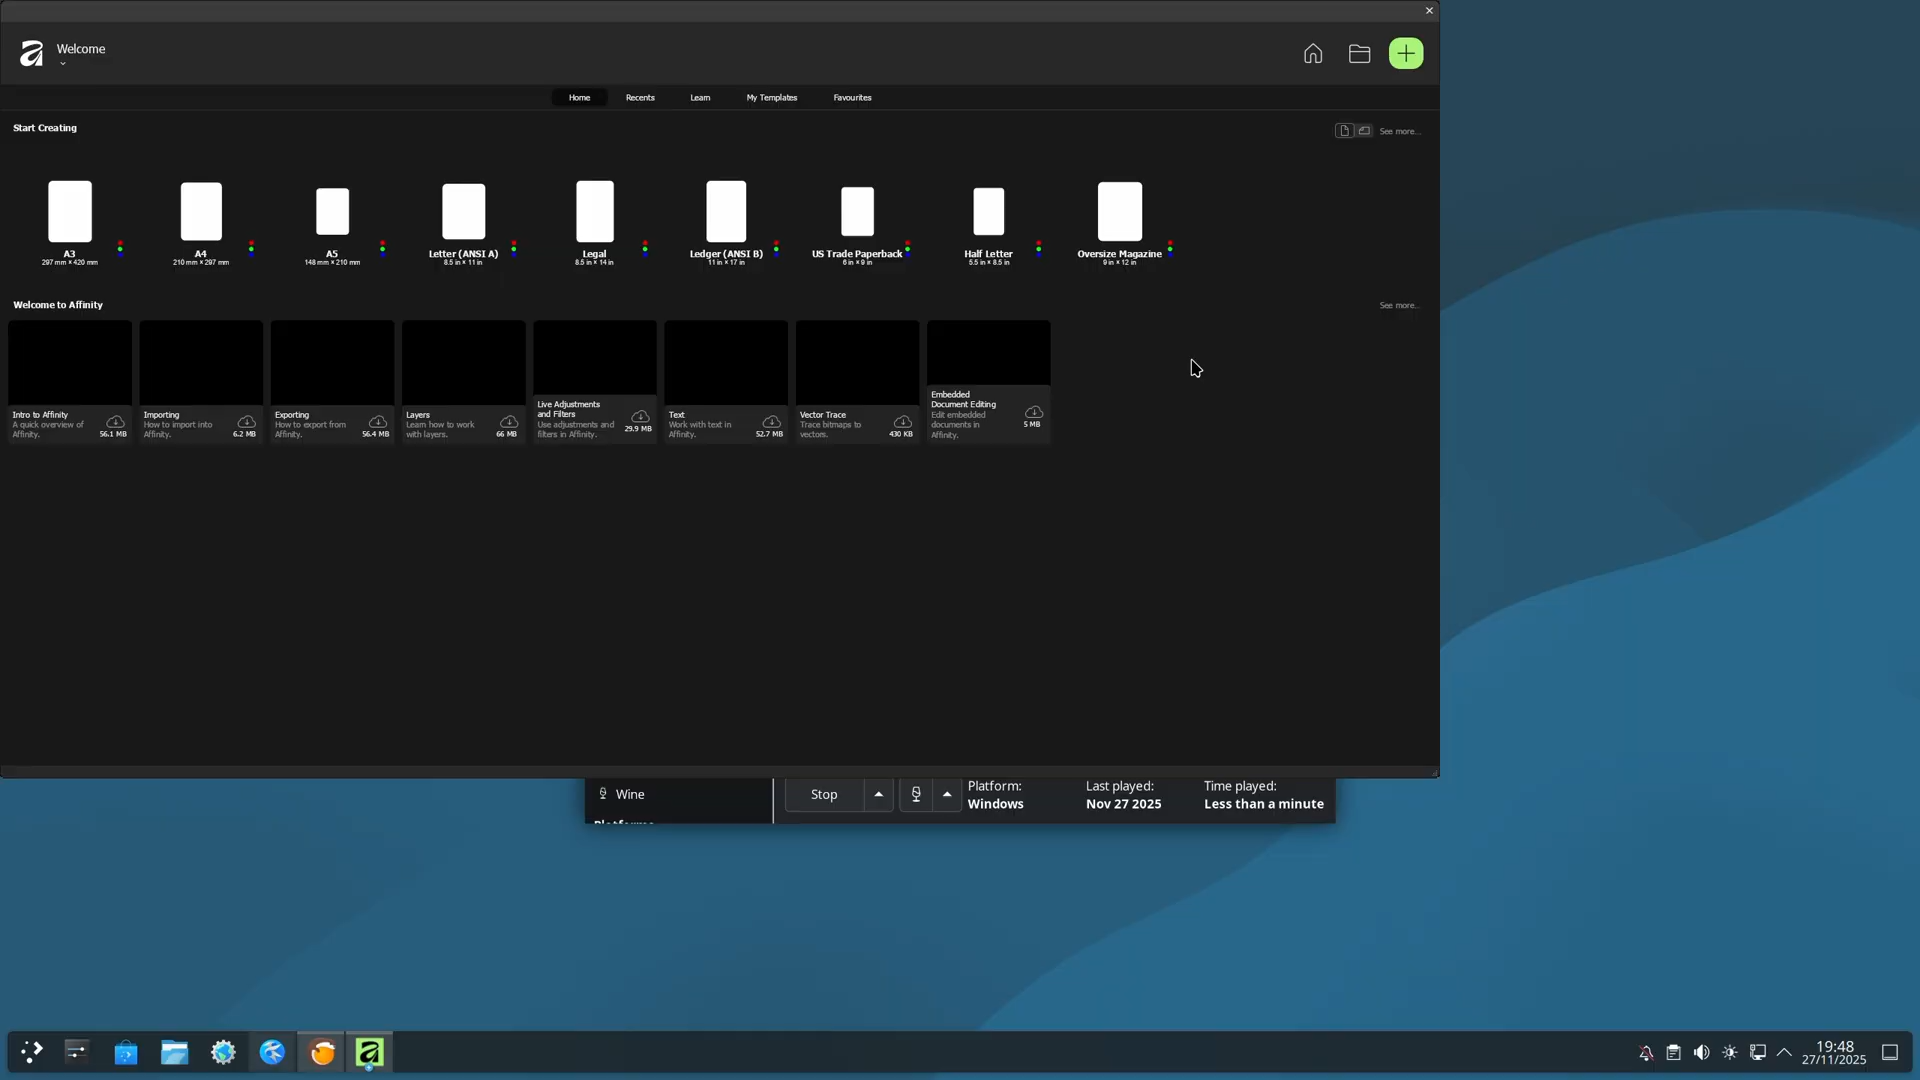 Welcome
Home
Recents
Learn
My Templates
Favourites
Start Creating
See more...
A3
297 mm × 420 mm
A4
210 mm × 297 mm
A5
148 mm × 210 mm
Letter (ANSI A)
8.5 in × 11 in
Legal
8.5 in × 14 in
Ledger (ANSI B)
11 in × 17 in
US Trade Paperback
6 in × 9 in
Half Letter
5.5 in × 8.5 in
Oversize Magazine
9 in × 12 in
Welcome to Affinity
See more...
Intro to Affinity
A quick overview of
Affinity.
56.1 MB
Importing
How to import into
Affinity.
6.2 MB
Exporting
How to export from
Affinity.
56.4 MB
Layers
Learn how to work
with layers.
66 MB
Live Adjustments
and Filters
Use adjustments and
filters in Affinity.
29.9 MB
Text
Work with text in
Affinity.
52.7 MB
Vector Trace
Trace bitmaps to
vectors.
430 KB
Embedded
Document Editing
Edit embedded
documents in
Affinity.
5 MB
Wine
Platforms
Stop
Platform:
Windows
Last played:
Nov 27 2025
Time played:
Less than a minute
19:48
27/11/2025